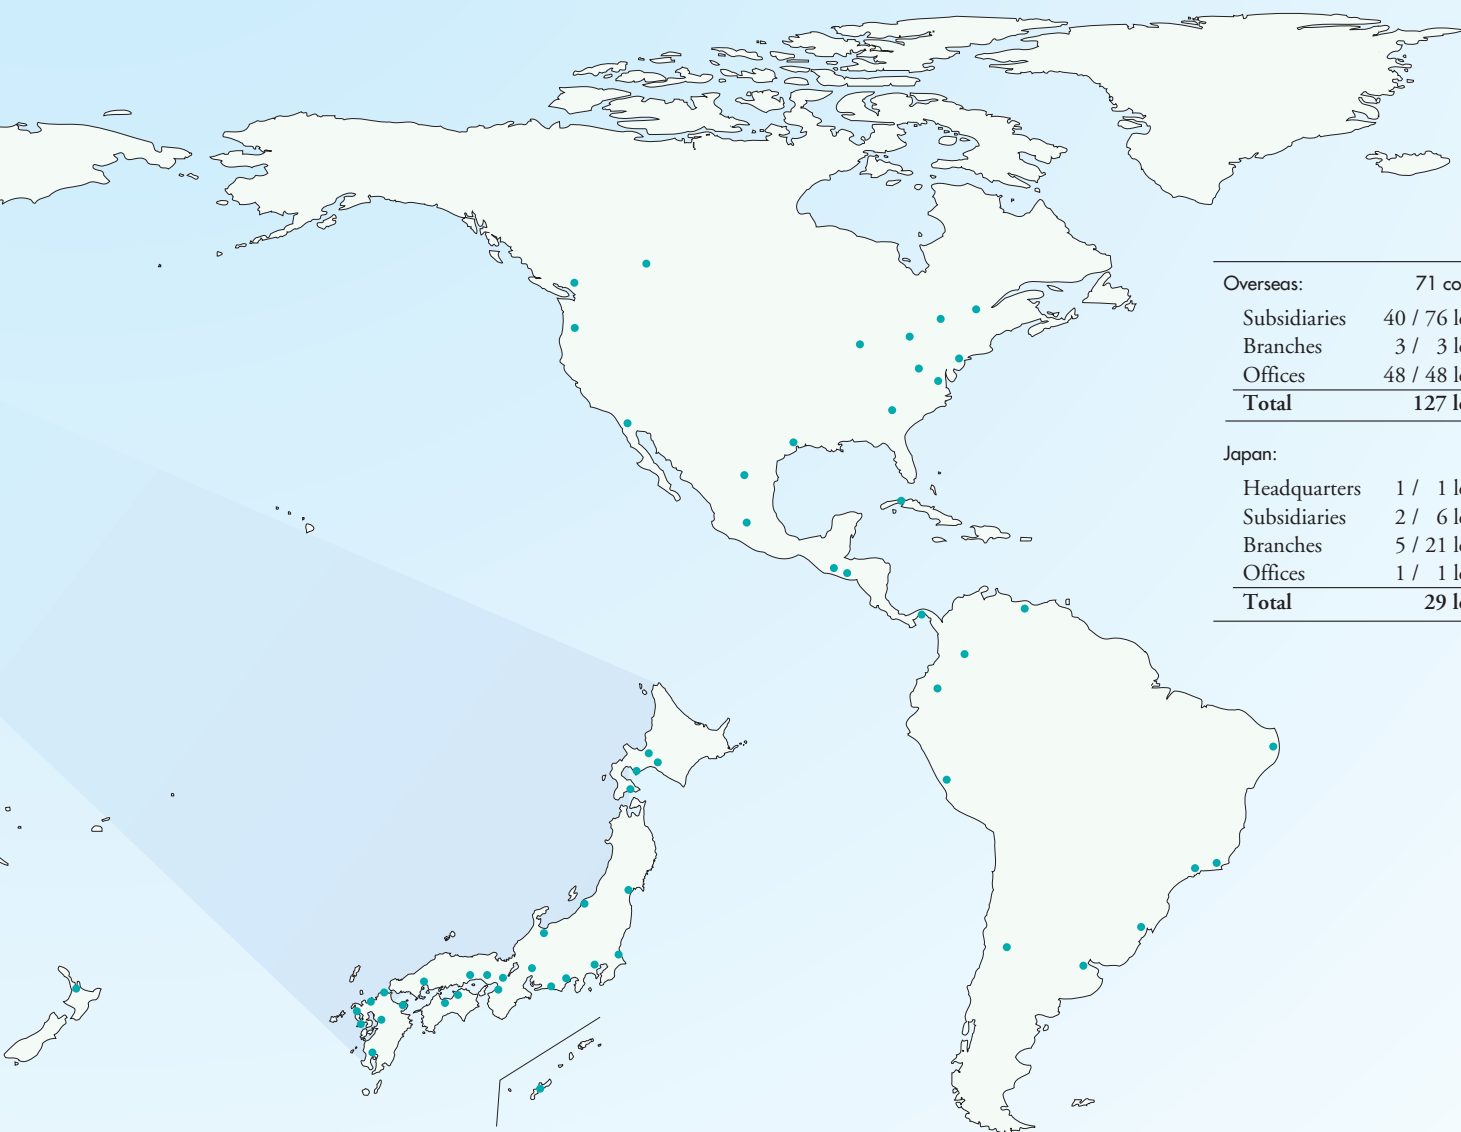 Overseas: 71 co
Subsidiaries 40 / 76 l
Branches 3 / 3 l
Offices 48 / 48 l
Total 127 l
Japan:
Headquarters 1 / 1 l
Subsidiaries 2 / 6 l
Branches 5 / 21 l
Offices 1 / 1 l
Total 29 l